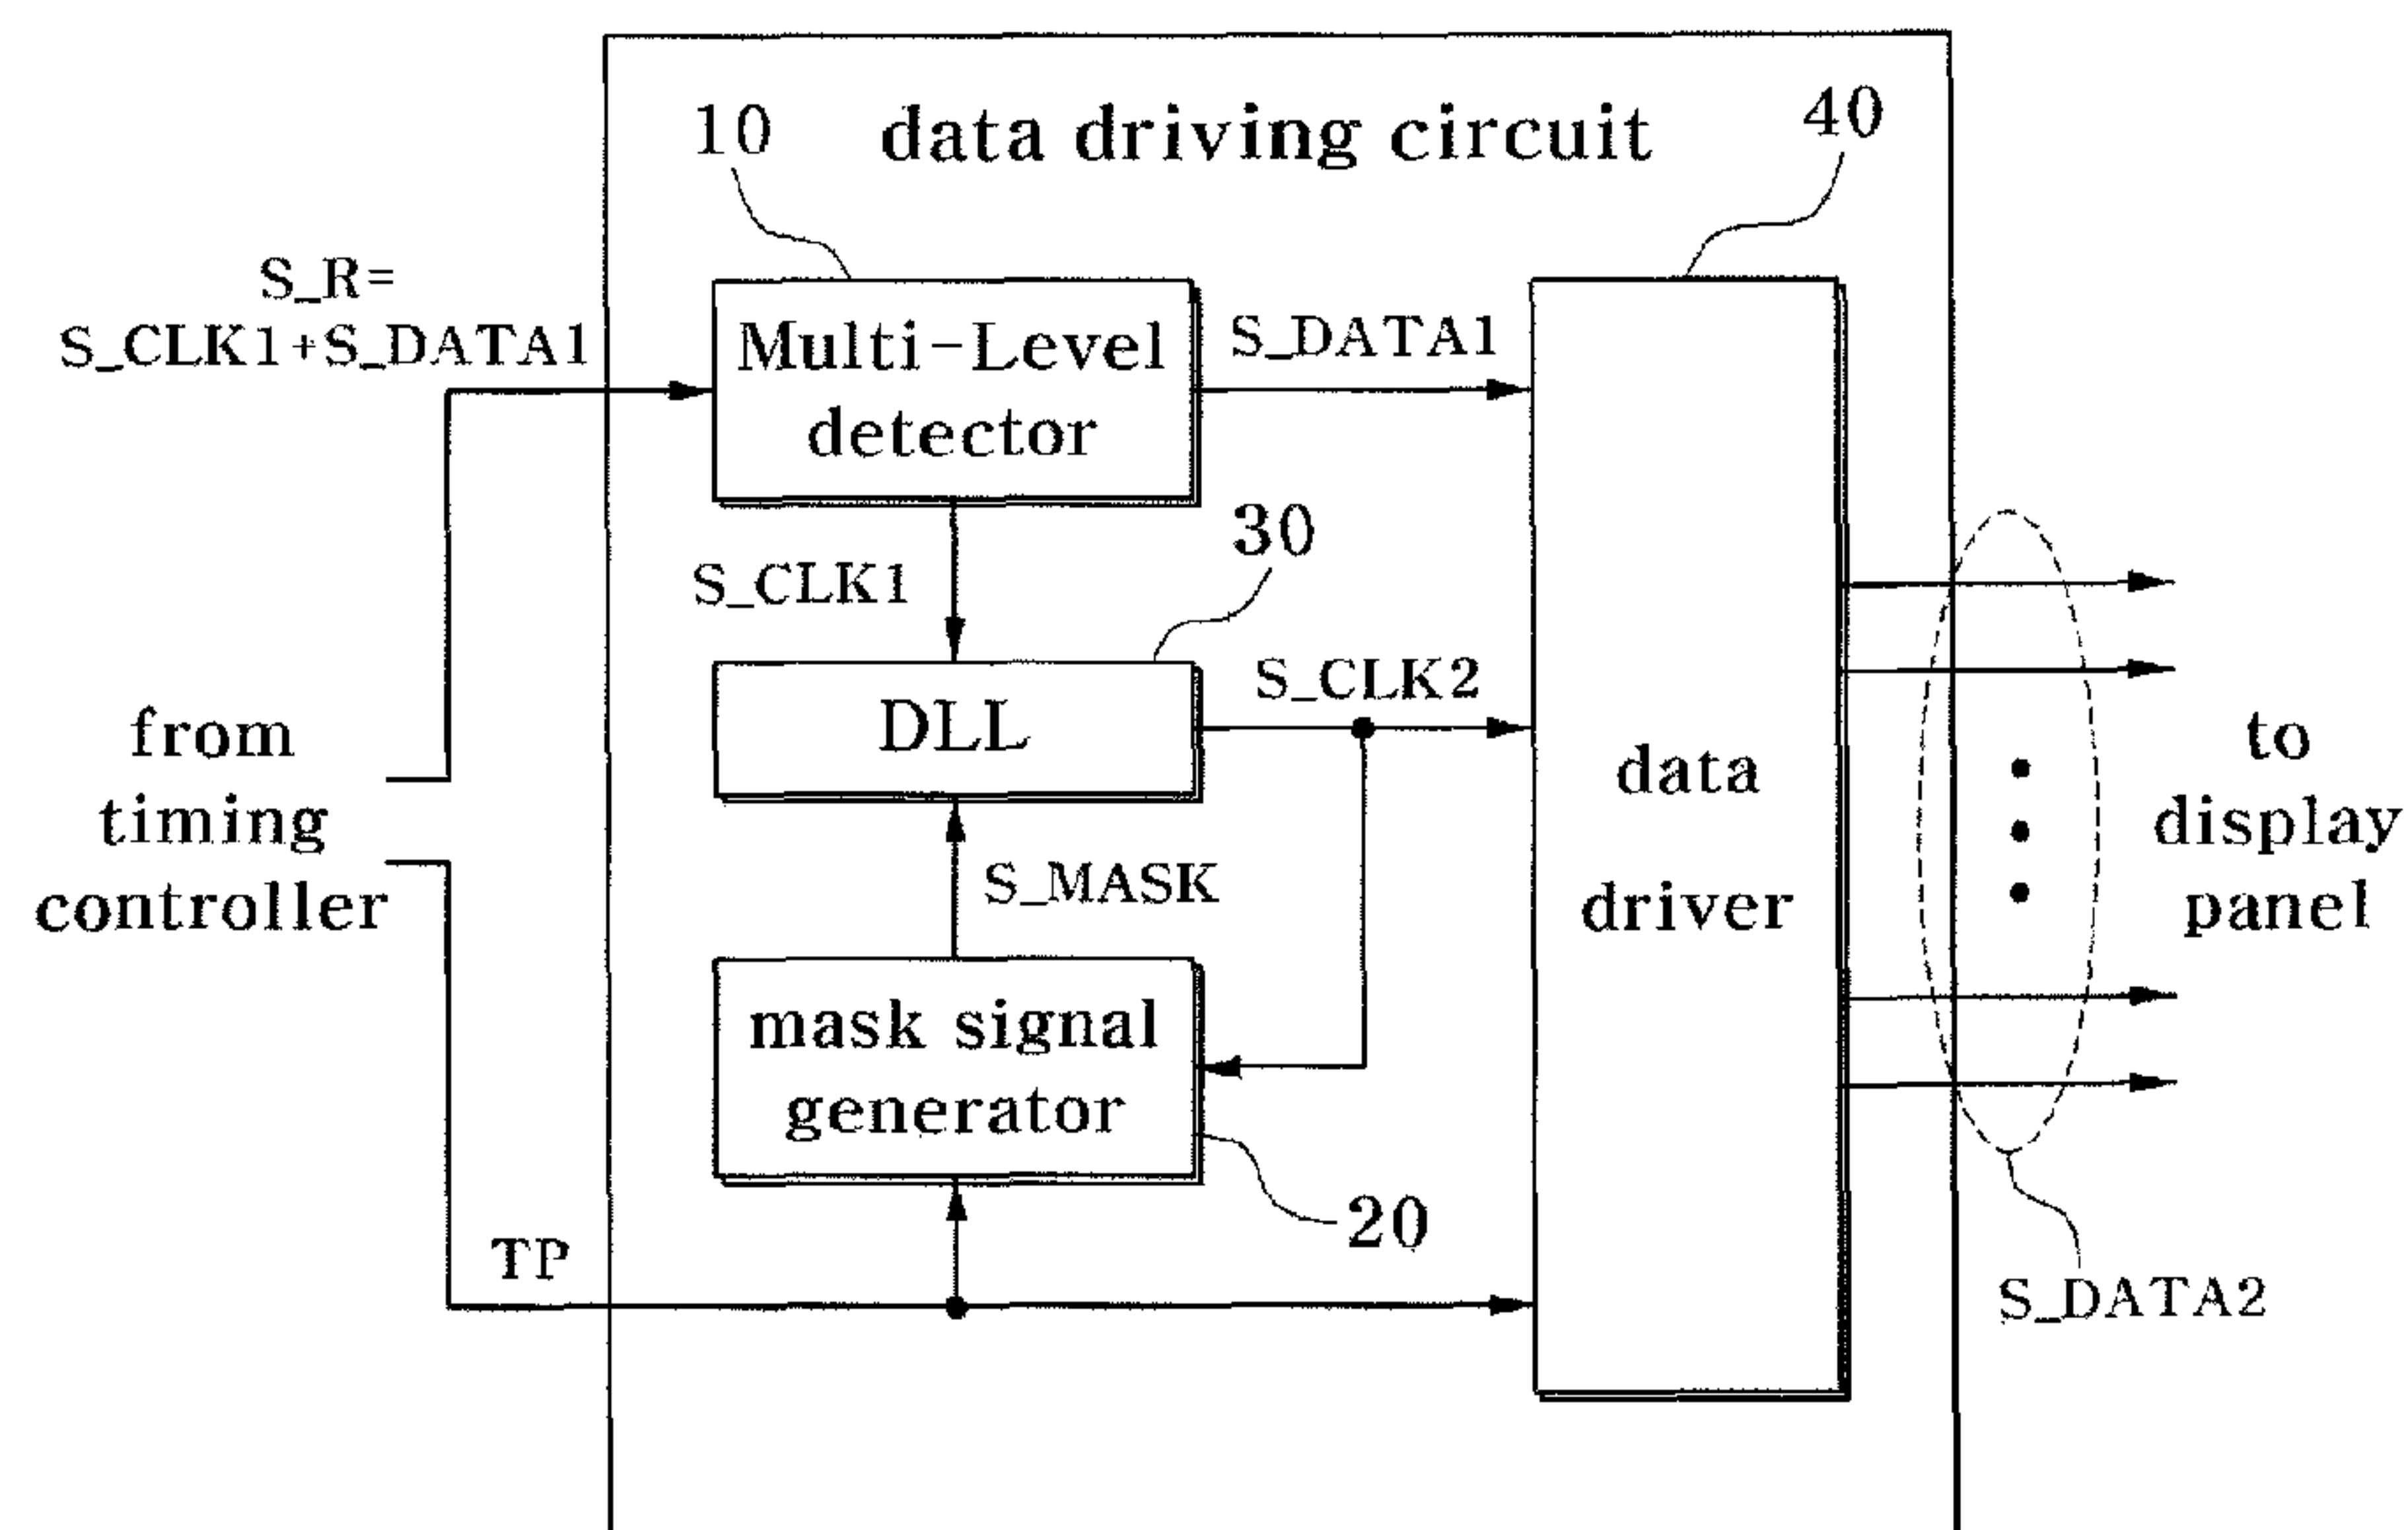 10
data driving circuit
40
S_R=
S_CLK1+S_DATA1
Multi-Level
detector
S_DATA1
S_CLK1
30
DLL
S_CLK2
from
timing
controller
S_MASK
data
driver
to
display
panel
mask signal
generator
20
TP
S_DATA2